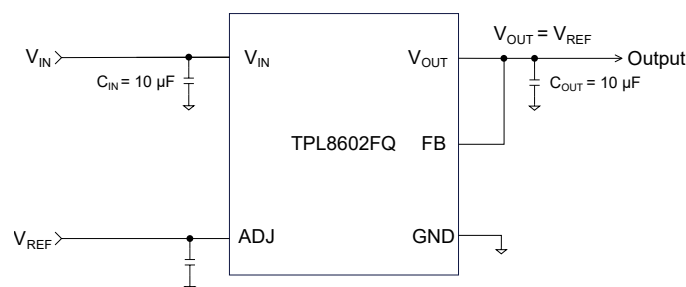 V_OUT = V_REF
V_IN
V_IN
V_OUT
Output
C_IN = 10 µF
C_OUT = 10 µF
TPL8602FQ
FB
V_REF
ADJ
GND